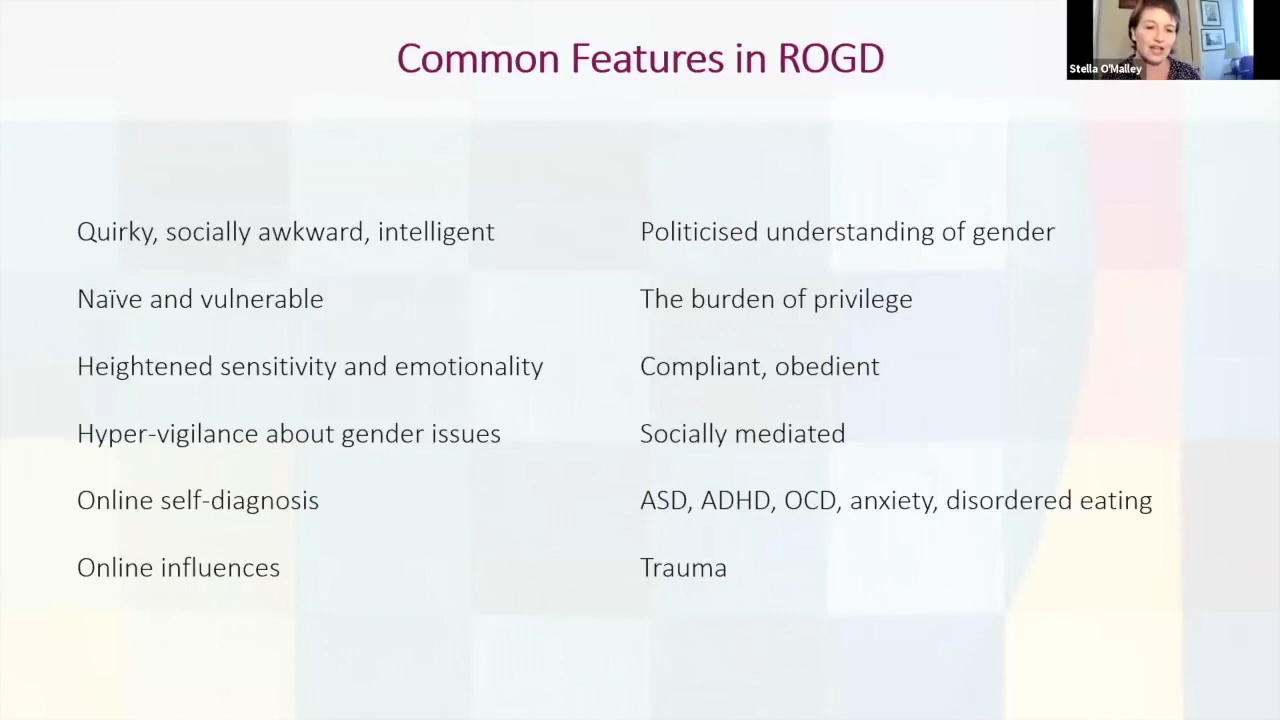 Common Features in ROGD
Stella O'Malley
Quirky, socially awkward, intelligent
Naïve and vulnerable
Heightened sensitivity and emotionality
Hyper-vigilance about gender issues
Online self-diagnosis
Online influences
Politicised understanding of gender
The burden of privilege
Compliant, obedient
Socially mediated
ASD, ADHD, OCD, anxiety, disordered eating
Trauma